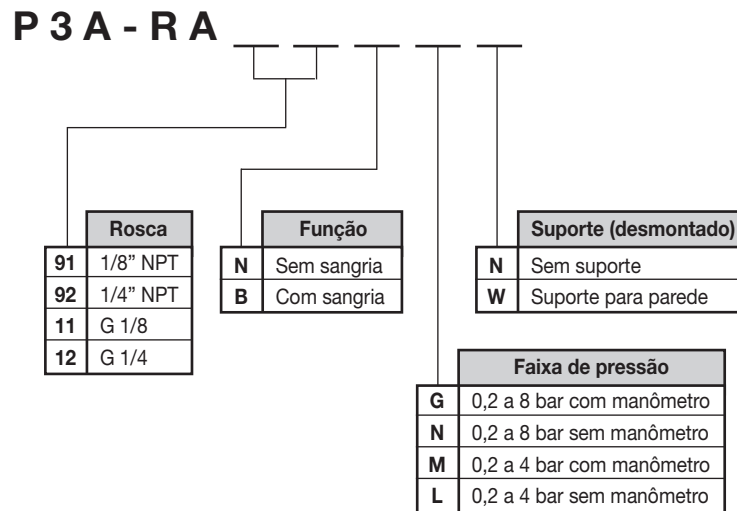 P 3 A - R A
Rosca
91 1/8” NPT
92 1/4” NPT
11 G 1/8
12 G 1/4
Função
N Sem sangria
B Com sangria
Suporte (desmontado)
N Sem suporte
W Suporte para parede
Faixa de pressão
G 0,2 a 8 bar com manômetro
N 0,2 a 8 bar sem manômetro
M 0,2 a 4 bar com manômetro
L 0,2 a 4 bar sem manômetro